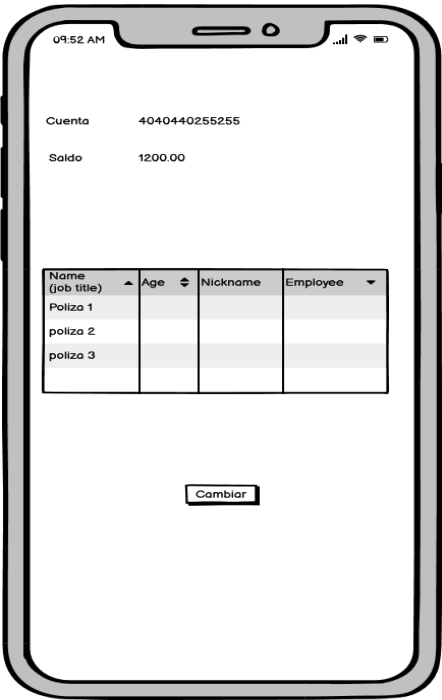 09:52 AM
Cuenta 4040440255255
Saldo 1200.00
Name
(job title) Age Nickname Employee
Poliza 1
poliza 2
poliza 3
Cambiar